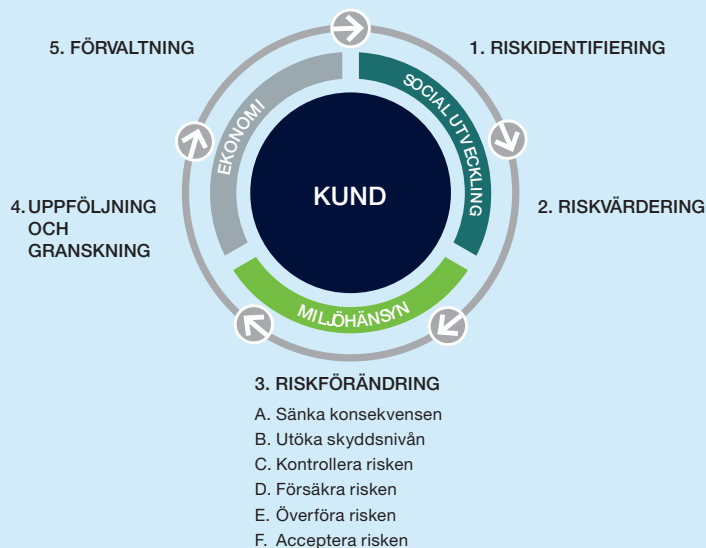 5. FÖRVALTNING
1. RISKIDENTIFIERING
EKONOMI
SOCIAL UTVECKLING
KUND
4. UPPFÖLJNING
OCH
GRANSKNING
2. RISKVÄRDERING
MILJÖHÄNSYN
3. RISKFÖRÄNDRING
A. Sänka konsekvensen
B. Utöka skyddsnivån
C. Kontrollera risken
D. Försäkra risken
E. Överföra risken
F. Acceptera risken